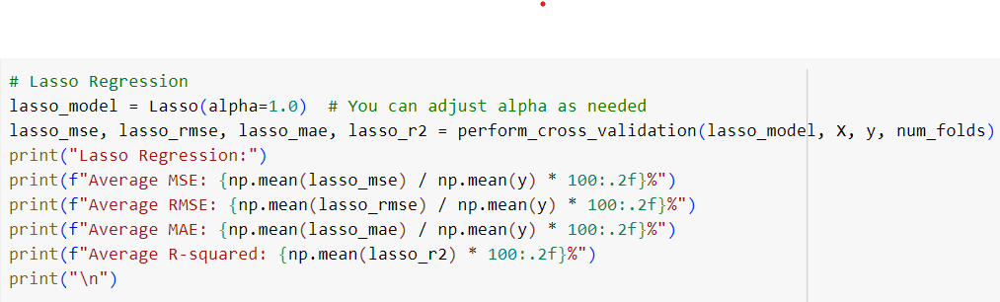 # Lasso Regression
lasso_model = Lasso(alpha=1.0)  # You can adjust alpha as needed
lasso_mse, lasso_rmse, lasso_mae, lasso_r2 = perform_cross_validation(lasso_model, X, y, num_folds)
print("Lasso Regression:")
print(f"Average MSE: {np.mean(lasso_mse) / np.mean(y) * 100:.2f}%")
print(f"Average RMSE: {np.mean(lasso_rmse) / np.mean(y) * 100:.2f}%")
print(f"Average MAE: {np.mean(lasso_mae) / np.mean(y) * 100:.2f}%")
print(f"Average R-squared: {np.mean(lasso_r2) * 100:.2f}%")
print("\n")